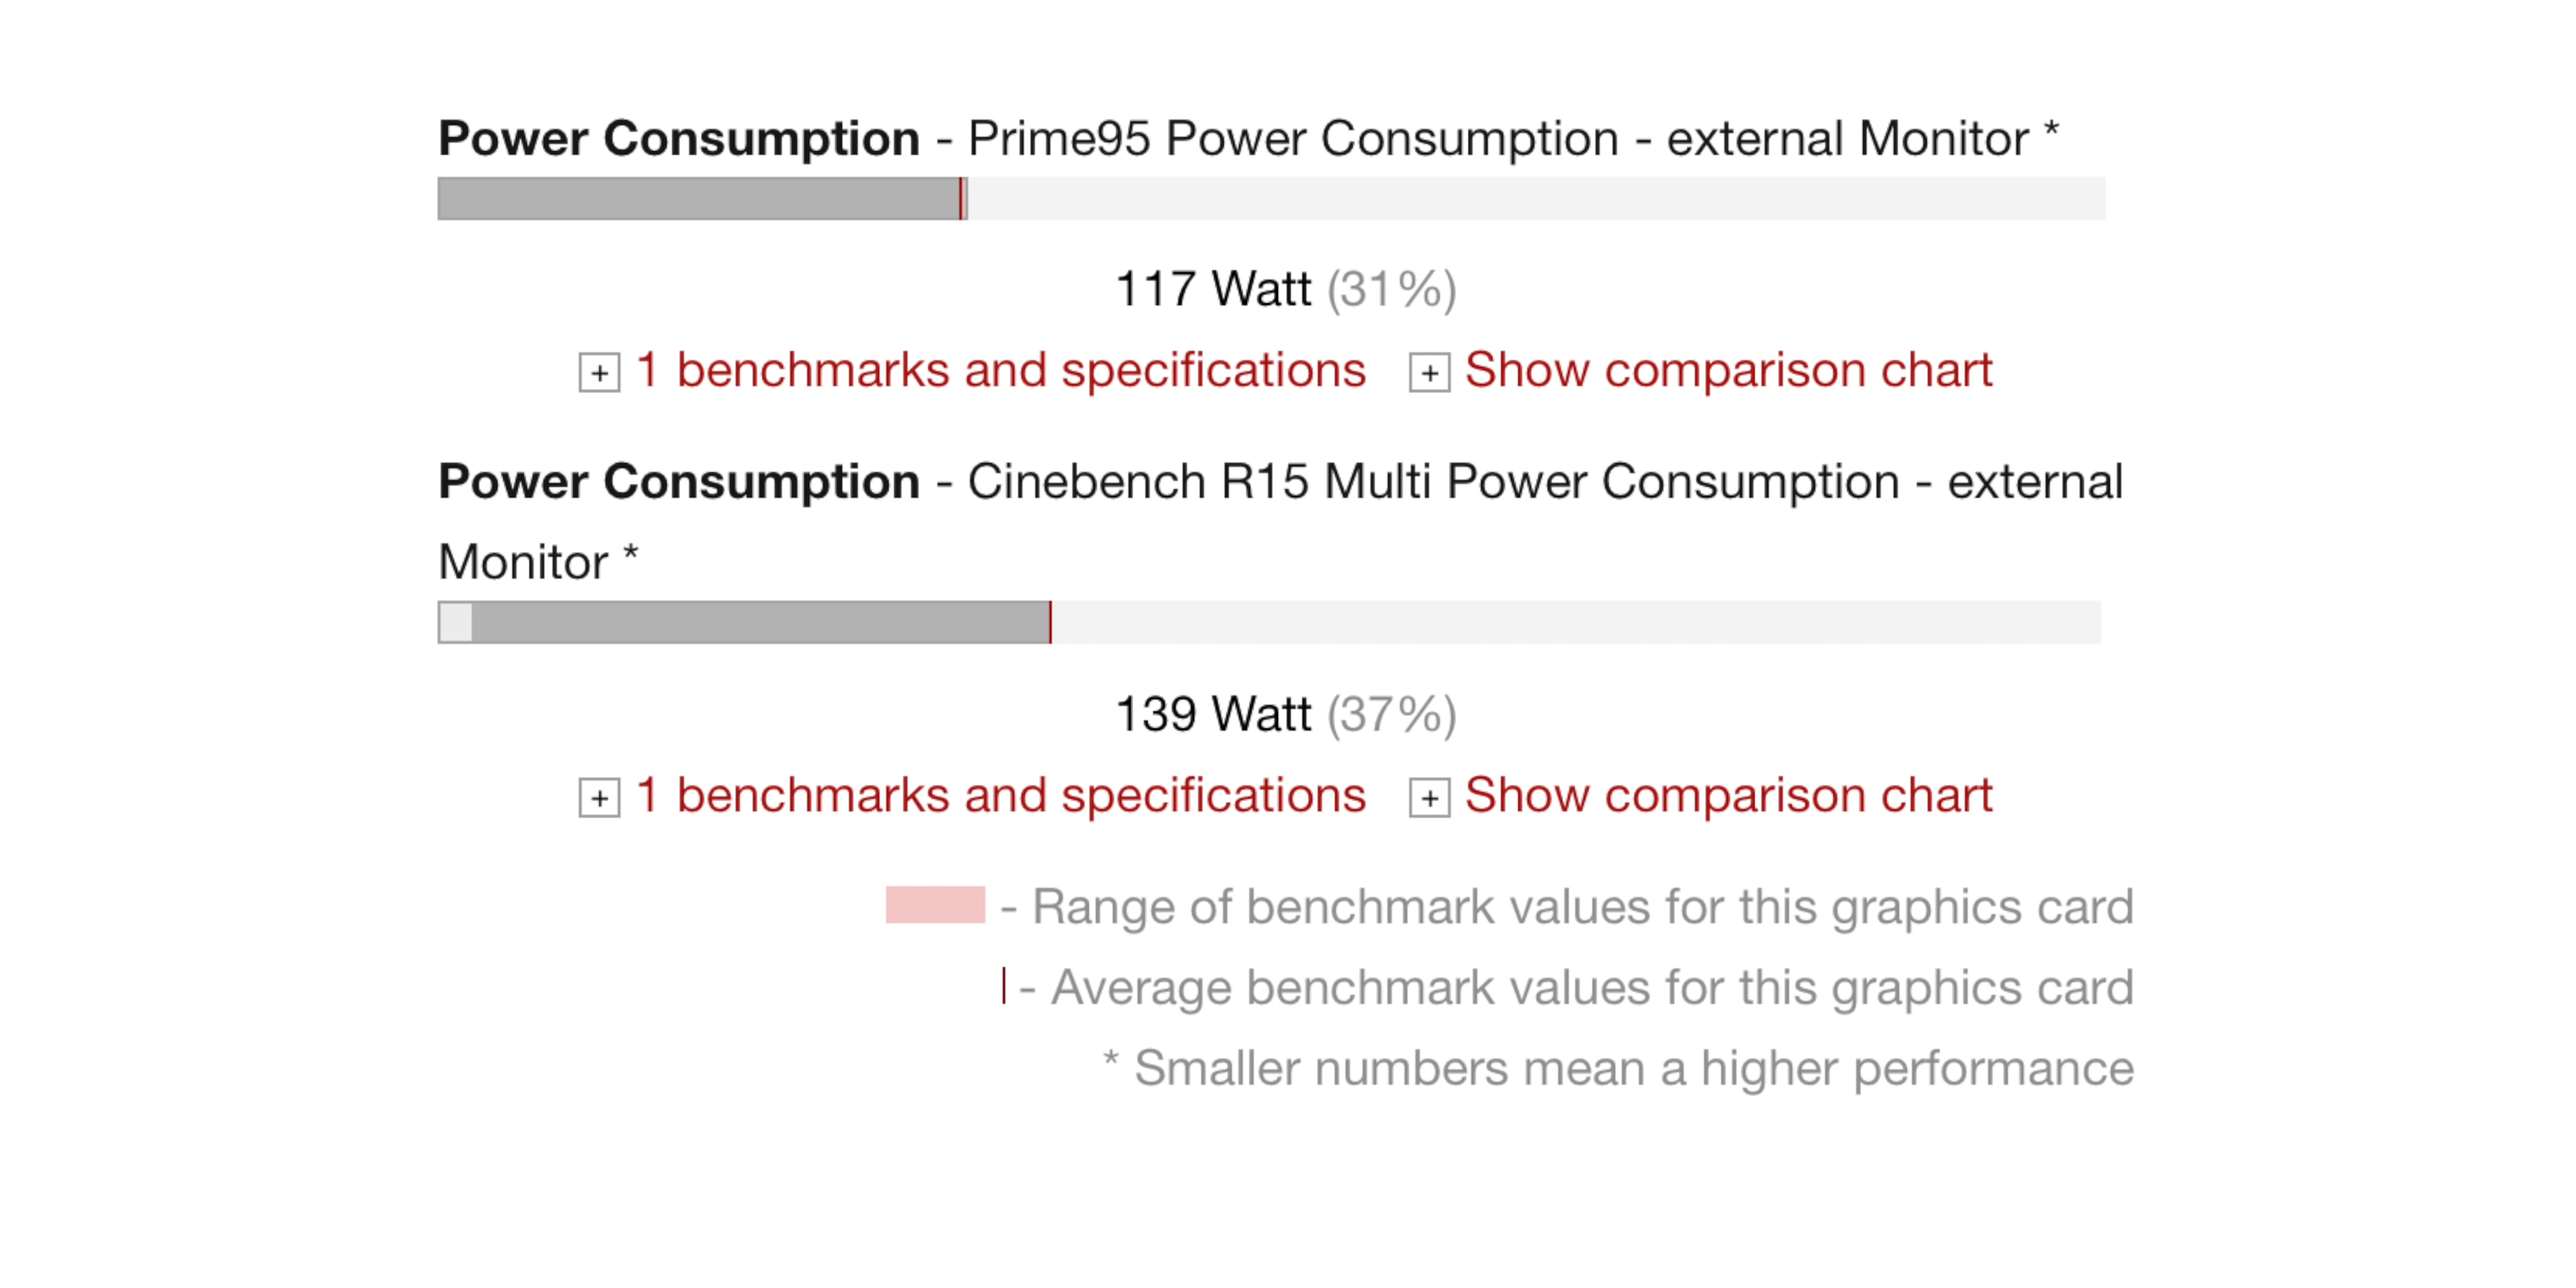 Power Consumption - Prime95 Power Consumption - external Monitor *
117 Watt (31%)
+ 1 benchmarks and specifications + Show comparison chart
Power Consumption - Cinebench R15 Multi Power Consumption - external
Monitor *
139 Watt (37%)
+ 1 benchmarks and specifications + Show comparison chart
- Range of benchmark values for this graphics card
- Average benchmark values for this graphics card
* Smaller numbers mean a higher performance